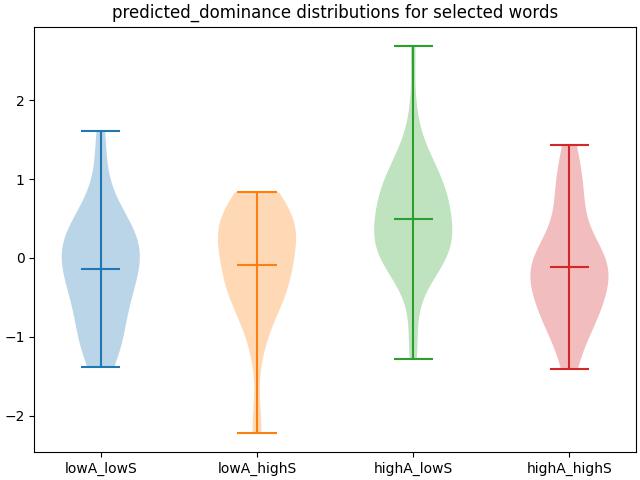 predicted_dominance distributions for selected words
2
1
0
−1
−2
lowA_lowS
lowA_highS
highA_lowS
highA_highS